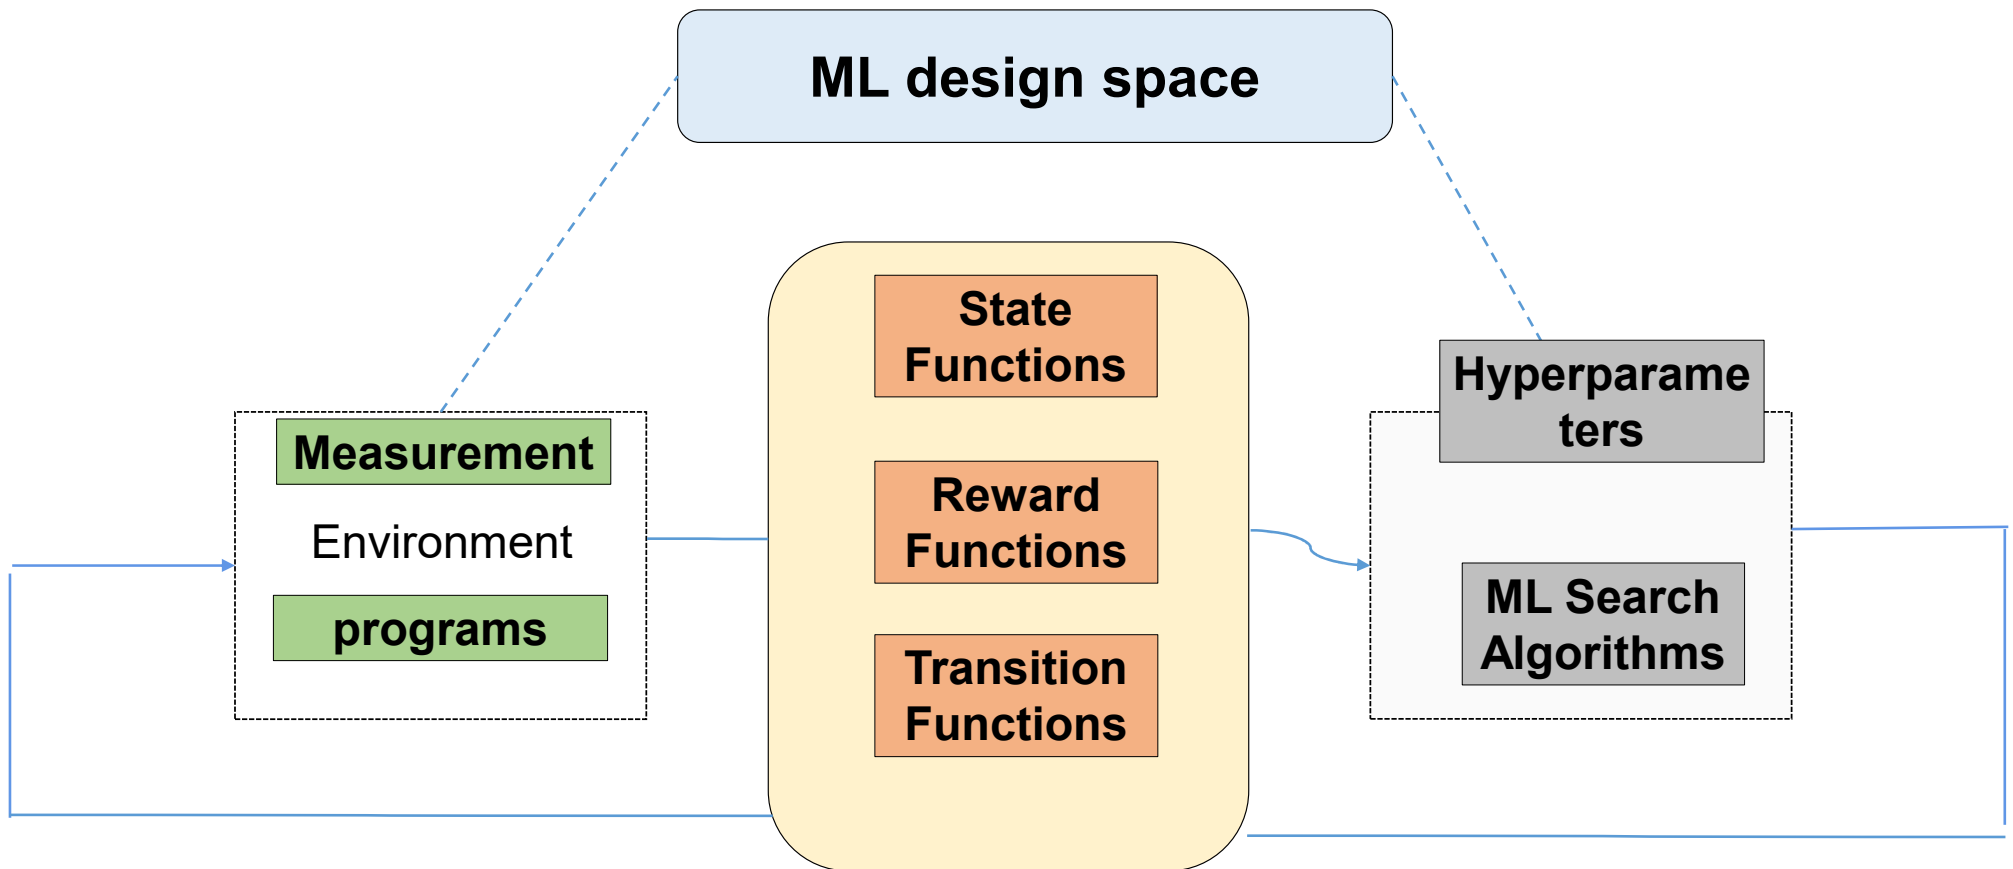 ML design space
State
Functions
Hyperparame
ters
Measurement
Environment
programs
Reward
Functions
ML Search
Algorithms
Transition
Functions